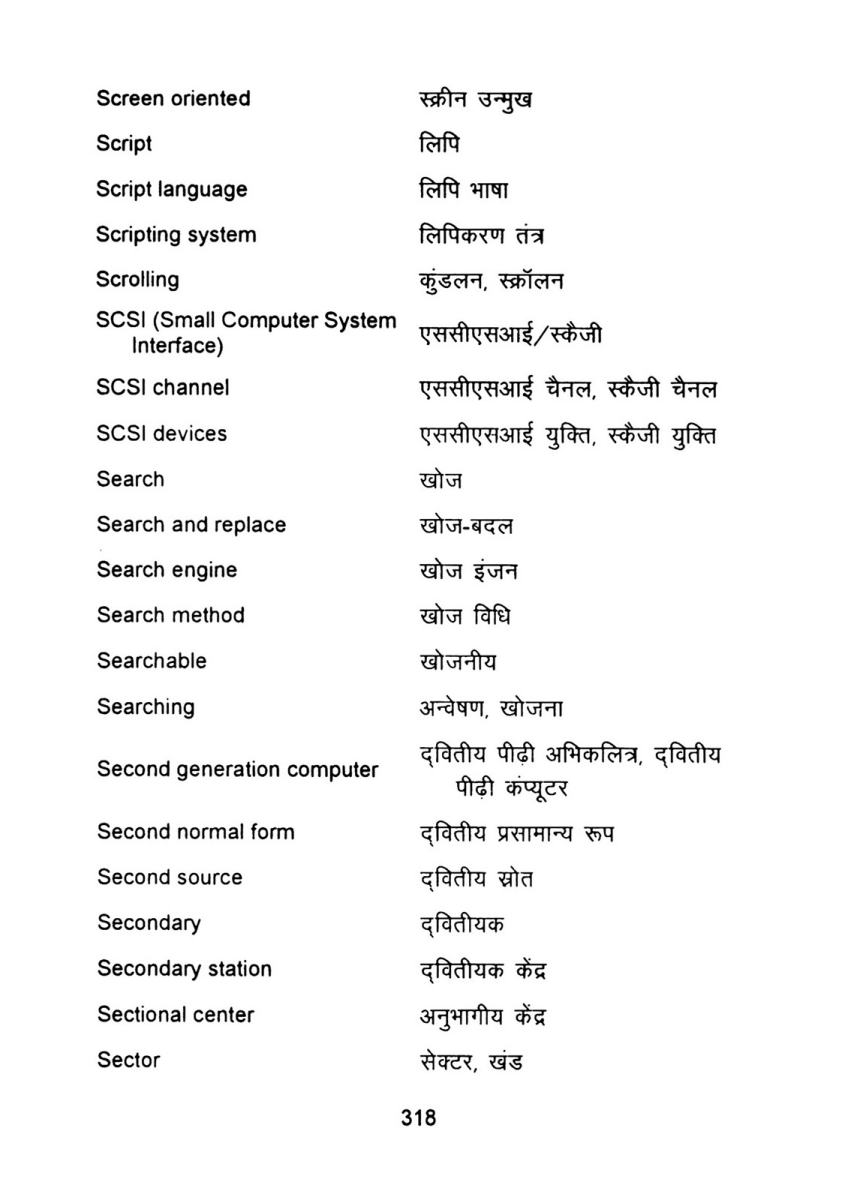 Screen oriented स्क्रीन उन्मुख
Script लिपि
Script language लिपि भाषा
Scripting system लिपिकरण तंत्र
Scrolling कुंडलन, स्क्रॉलन
SCSI (Small Computer System
Interface) एससीएसआई/स्कैजी
SCSI channel एससीएसआई चैनल, स्कैजी चैनल
SCSI devices एससीएसआई युक्ति, स्कैजी युक्ति
Search खोज
Search and replace खोज-बदल
Search engine खोज इंजन
Search method खोज विधि
Searchable खोजनीय
Searching अन्वेषण, खोजना
Second generation computer द्‌वितीय पीढ़ी अभिकलित्र, द्‌वितीय
पीढ़ी कंप्यूटर
Second normal form द्‌वितीय प्रसामान्य रूप
Second source द्‌वितीय स्रोत
Secondary द्‌वितीयक
Secondary station द्‌वितीयक केंद्र
Sectional center अनुभागीय केंद्र
Sector सेक्टर, खंड
318